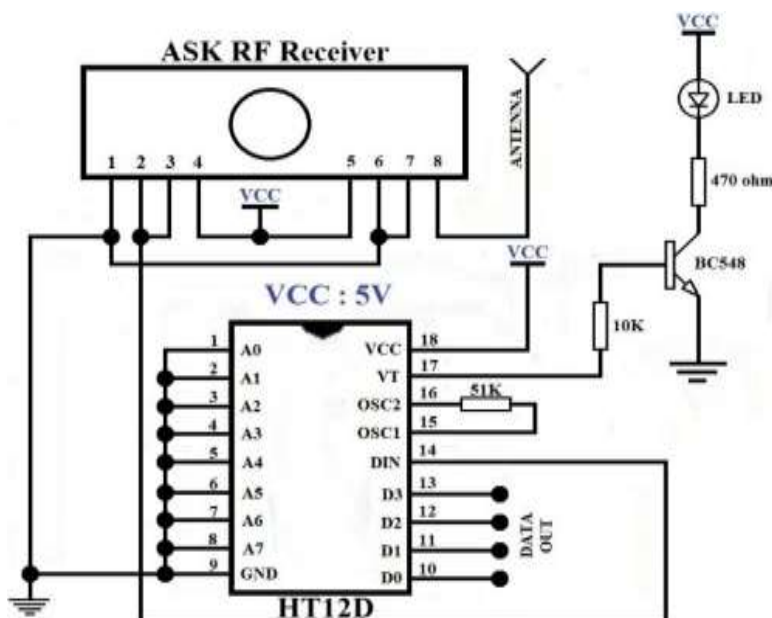 ASK RF Receiver
1 2 3 4 5 6 7 8
ANTENNA
VCC
LED
470 ohm
BC548
10K
VCC
VCC
VCC : 5V
1 A0 VCC 18
2 A1 VT 17
3 A2 OSC2 16
51K
4 A3 OSC1 15
5 A4 DIN 14
6 A5 D3 13
7 A6 D2 12
8 A7 D1 11
9 GND D0 10
DATA
OUT
HT12D